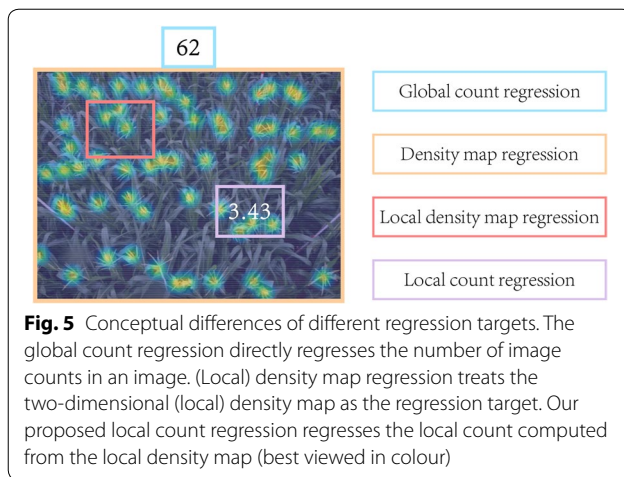 62
Global count regression
Density map regression
Local density map regression
3.43
Local count regression
Fig. 5 Conceptual differences of different regression targets. The
global count regression directly regresses the number of image
counts in an image. (Local) density map regression treats the
two-dimensional (local) density map as the regression target. Our
proposed local count regression regresses the local count computed
from the local density map (best viewed in colour)